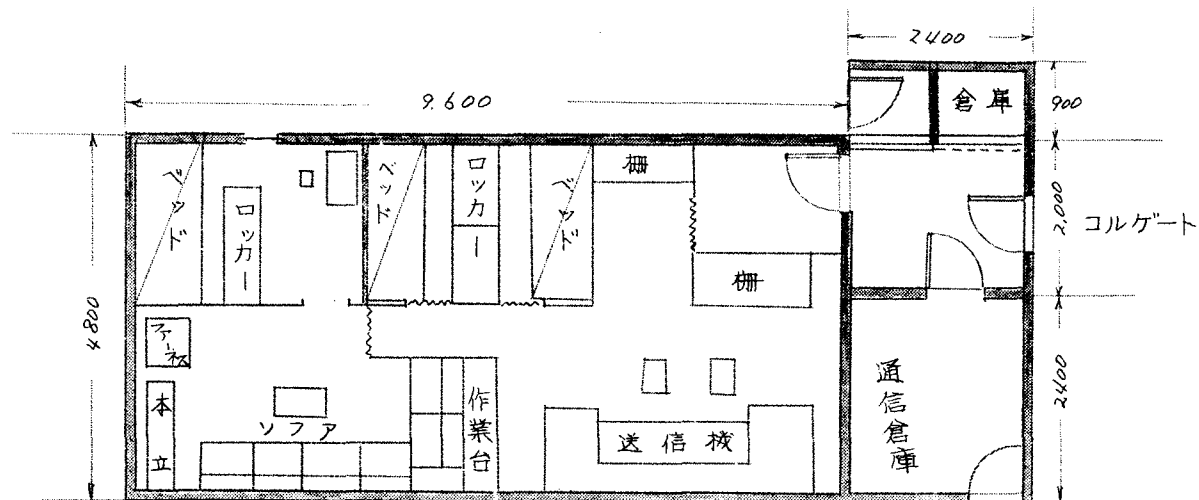 2400
9.600
倉庫
900
ベッド
ロッカー
ベッド
ロッカー
ベッド
棚
2,000
コルゲート
棚
4800
ファーネス
本立
ソファ
作業台
送信機
通信倉庫
2400